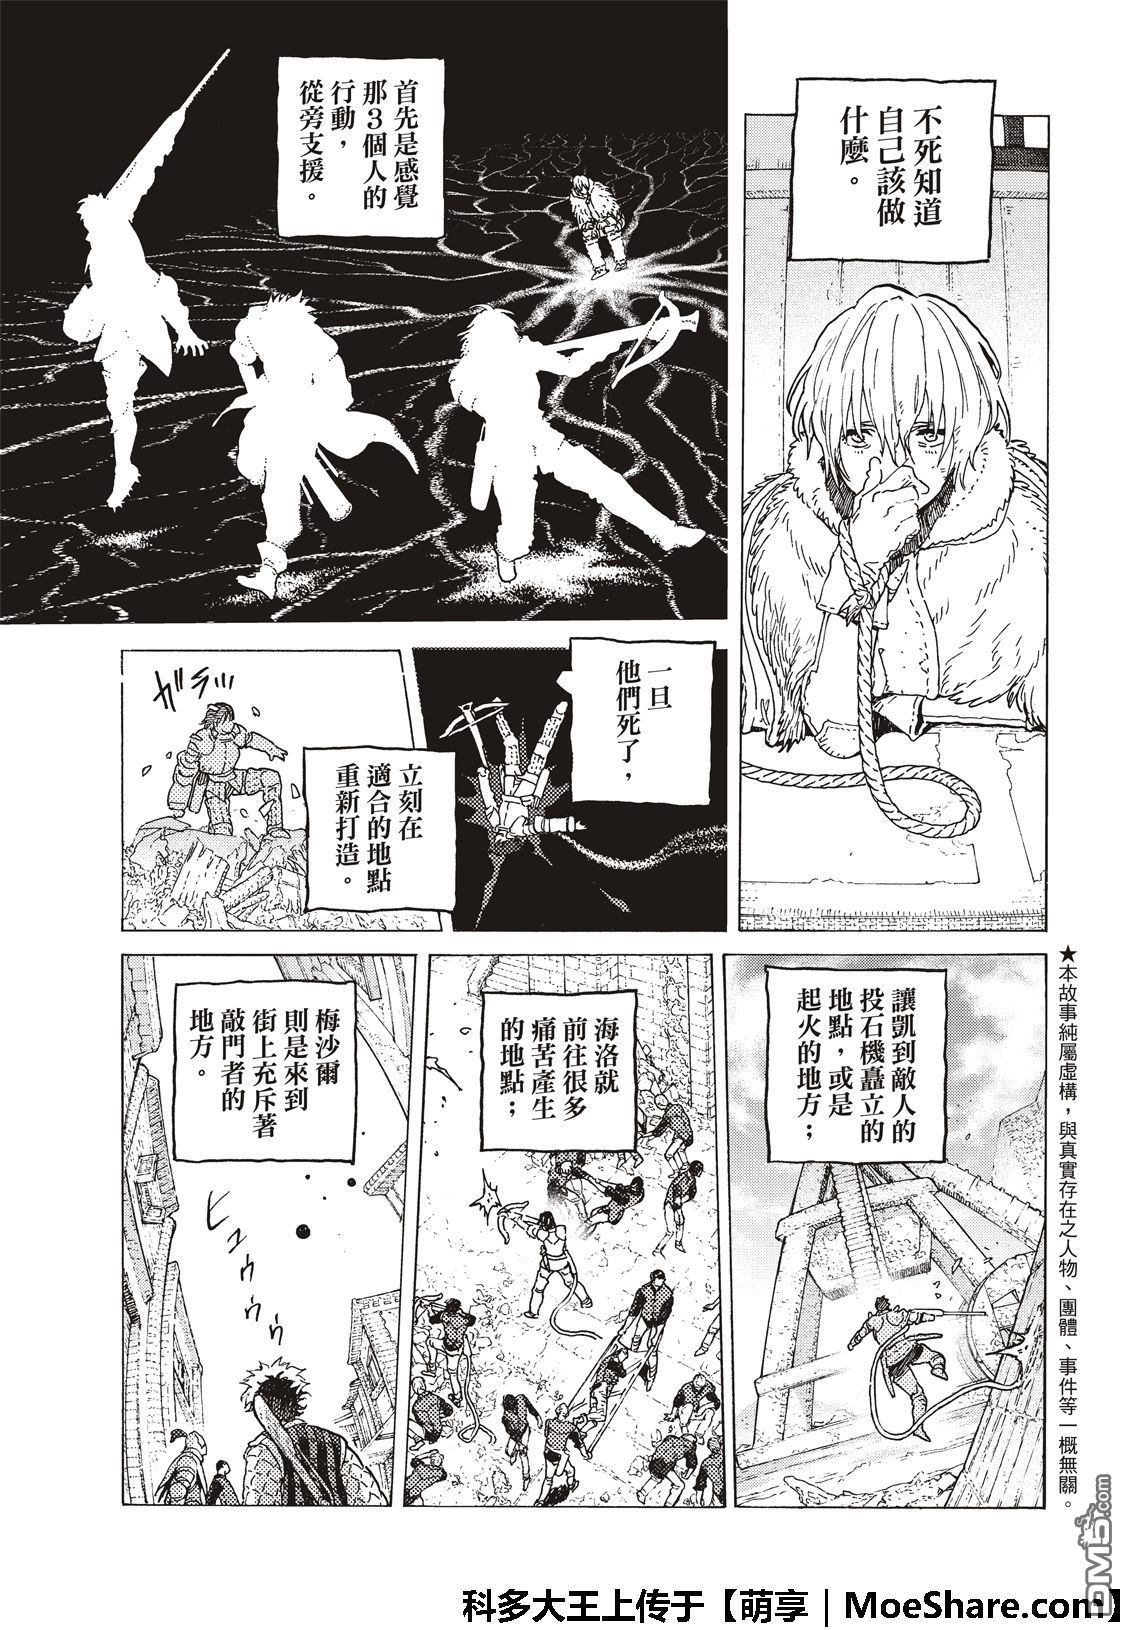 不死知道
自己該做
什麼。
首先是感覺
那3個人的
行動，
從旁支援。
一旦
他們死了，
立刻在
適合的地點
重新打造。
ガラ
讓凱到敵人的
投石機矗立的
地點，或是
起火的地方；
海洛就
前往很多
痛苦產生
的地點；
梅沙爾
則是來到
街上充斥著
敲門者的
地方。
ヒュウゥゥ
★本故事純屬虛構，與真實存在之人物、團體、事件等一概無關。
DM5.com
科多大王上传于【萌享｜MoeShare.com】